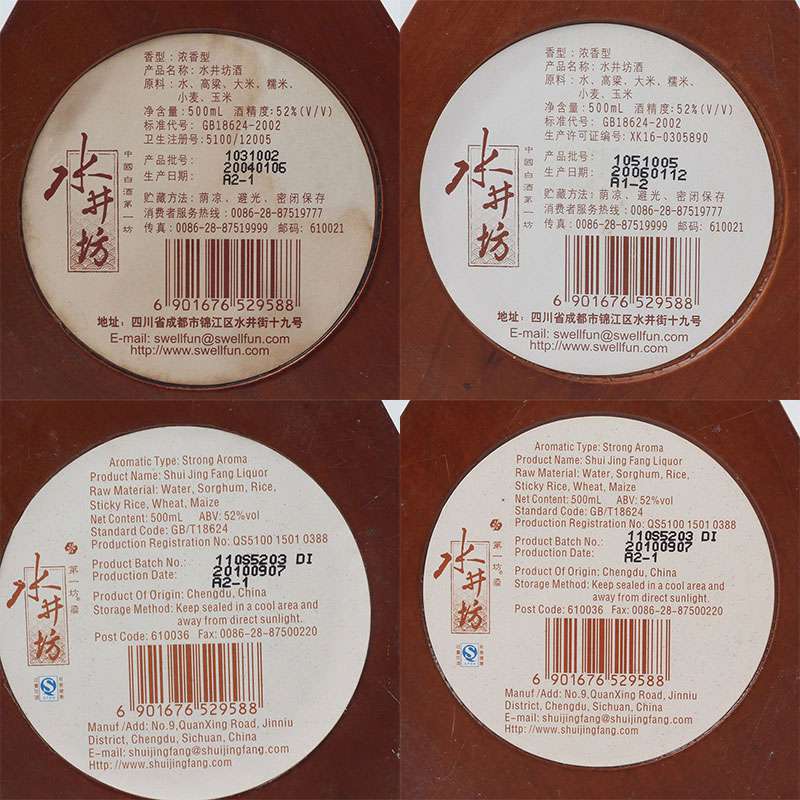 香型：浓香型
产品名称：水井坊酒
原料：水、高粱、大米、糯米、
小麦、玉米
净含量：500mL 酒精度：52%(V/V)
标准代号：GB18624-2002
卫生注册号：5100/12005
产品批号： 1031002
生产日期： 20040106
A2-1
贮藏方法：荫凉、避光、密闭保存
消费者服务热线：0086-28-87519777
传真：0086-28-87519999 邮码：610021
水井坊
中國白酒第一坊
6 901676 529588
地址：四川省成都市锦江区水井街十九号
E-mail: swellfun@swellfun.com
http://www.swellfun.com
香型：浓香型
产品名称：水井坊酒
原料：水、高粱、大米、糯米、
小麦、玉米
净含量：500mL 酒精度：52%(V/V)
标准代号：GB18624-2002
生产许可证编号：XK16-0305890
产品批号： 1051005
生产日期： 20060112
A1-2
贮藏方法：荫凉、避光、密闭保存
消费者服务热线：0086-28-87519777
传真：0086-28-87519999 邮码：610021
水井坊
中國白酒第一坊
6 901676 529588
地址：四川省成都市锦江区水井街十九号
E-mail: swellfun@swellfun.com
http://www.swellfun.com
Aromatic Type: Strong Aroma
Product Name: Shui Jing Fang Liquor
Raw Material: Water, Sorghum, Rice,
Sticky Rice, Wheat, Maize
Net Content: 500mL ABV: 52%vol
Standard Code: GB/T18624
Production Registration No: QS5100 1501 0388
Product Batch No.: 110S5203 DI
Production Date: 20100907
A2-1
Product Of Origin: Chengdu, China
Storage Method: Keep sealed in a cool area and
away from direct sunlight.
Post Code: 610036 Fax: 0086-28-87500220
水井坊
第一坊®
QS
6 901676 529588
Manuf /Add: No.9,QuanXing Road, Jinniu
District, Chengdu, Sichuan, China
E-mail: shuijingfang@shuijingfang.com
Http://www.shuijingfang.com
Aromatic Type: Strong Aroma
Product Name: Shui Jing Fang Liquor
Raw Material: Water, Sorghum, Rice,
Sticky Rice, Wheat, Maize
Net Content: 500mL ABV: 52%vol
Standard Code: GB/T18624
Production Registration No: QS5100 1501 0388
Product Batch No.: 110S5203 DI
Production Date: 20100907
A2-1
Product Of Origin: Chengdu, China
Storage Method: Keep sealed in a cool area and
away from direct sunlight.
Post Code: 610036 Fax: 0086-28-87500220
水井坊
第一坊®
QS
6 901676 529588
Manuf /Add: No.9,QuanXing Road, Jinniu
District, Chengdu, Sichuan, China
E-mail: shuijingfang@shuijingfang.com
Http://www.shuijingfang.com